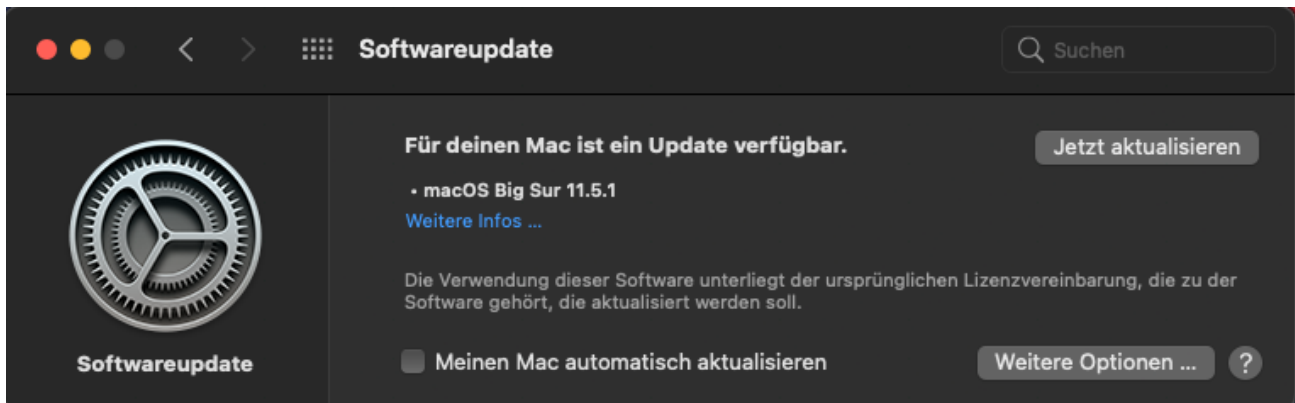 Softwareupdate
Suchen
Für deinen Mac ist ein Update verfügbar.
Jetzt aktualisieren
• macOS Big Sur 11.5.1
Weitere Infos ...
Die Verwendung dieser Software unterliegt der ursprünglichen Lizenzvereinbarung, die zu der
Software gehört, die aktualisiert werden soll.
Softwareupdate
Meinen Mac automatisch aktualisieren
Weitere Optionen ...
?